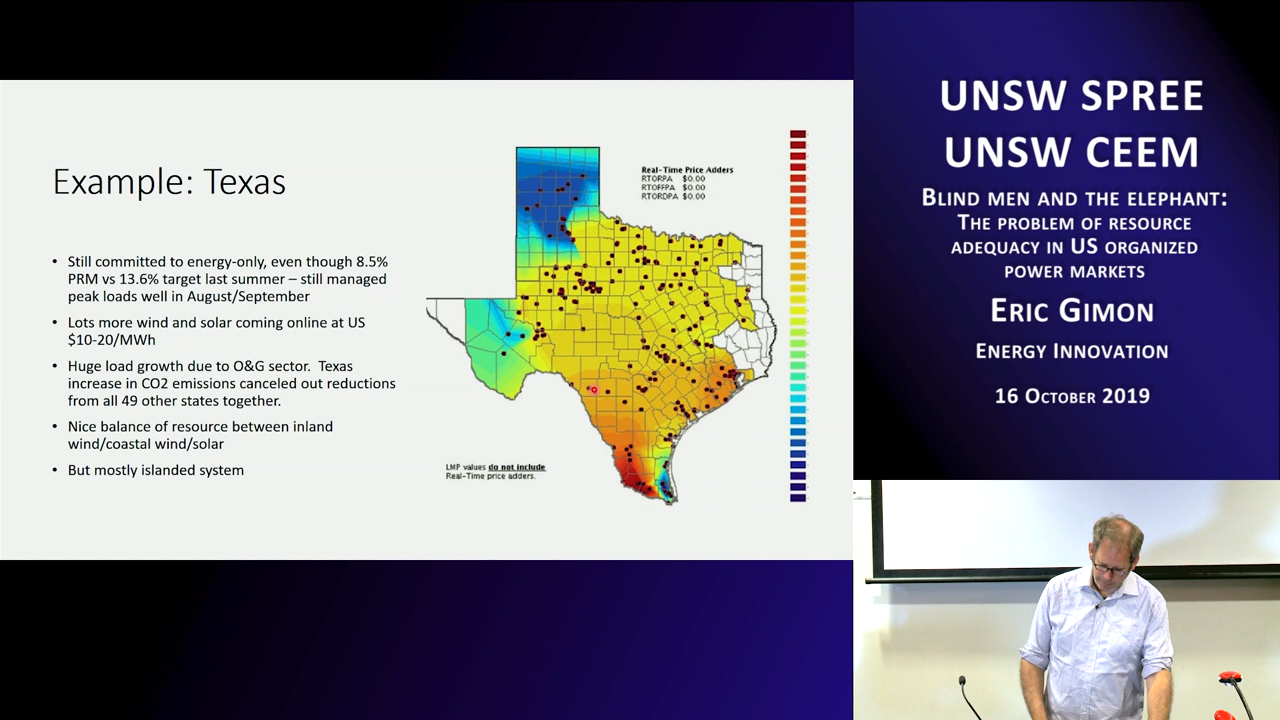 Example: Texas
• Still committed to energy-only, even though 8.5%
PRM vs 13.6% target last summer – still managed
peak loads well in August/September
• Lots more wind and solar coming online at US
$10-20/MWh
• Huge load growth due to O&G sector. Texas
increase in CO2 emissions canceled out reductions
from all 49 other states together.
• Nice balance of resource between inland
wind/coastal wind/solar
• But mostly islanded system
Real-Time Price Adders
RTORPA $0.00
RTOFFPA $0.00
RTORDPA $0.00
LMP values do not include
Real-Time price adders.
UNSW SPREE
UNSW CEEM
BLIND MEN AND THE ELEPHANT:
THE PROBLEM OF RESOURCE
ADEQUACY IN US ORGANIZED
POWER MARKETS
ERIC GIMON
ENERGY INNOVATION
16 OCTOBER 2019